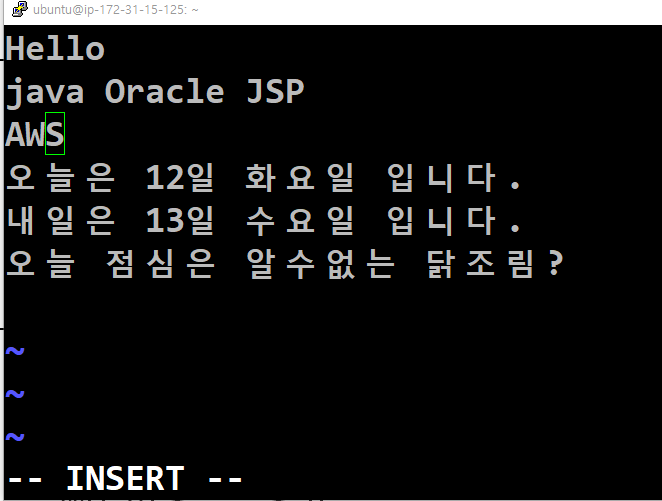 ubuntu@ip-172-31-15-125: ~
Hello
java Oracle JSP
AWS
오늘은 12일 화요일 입니다.
내일은 13일 수요일 입니다.
오늘 점심은 알수없는 닭조림?
~
~
~
-- INSERT --